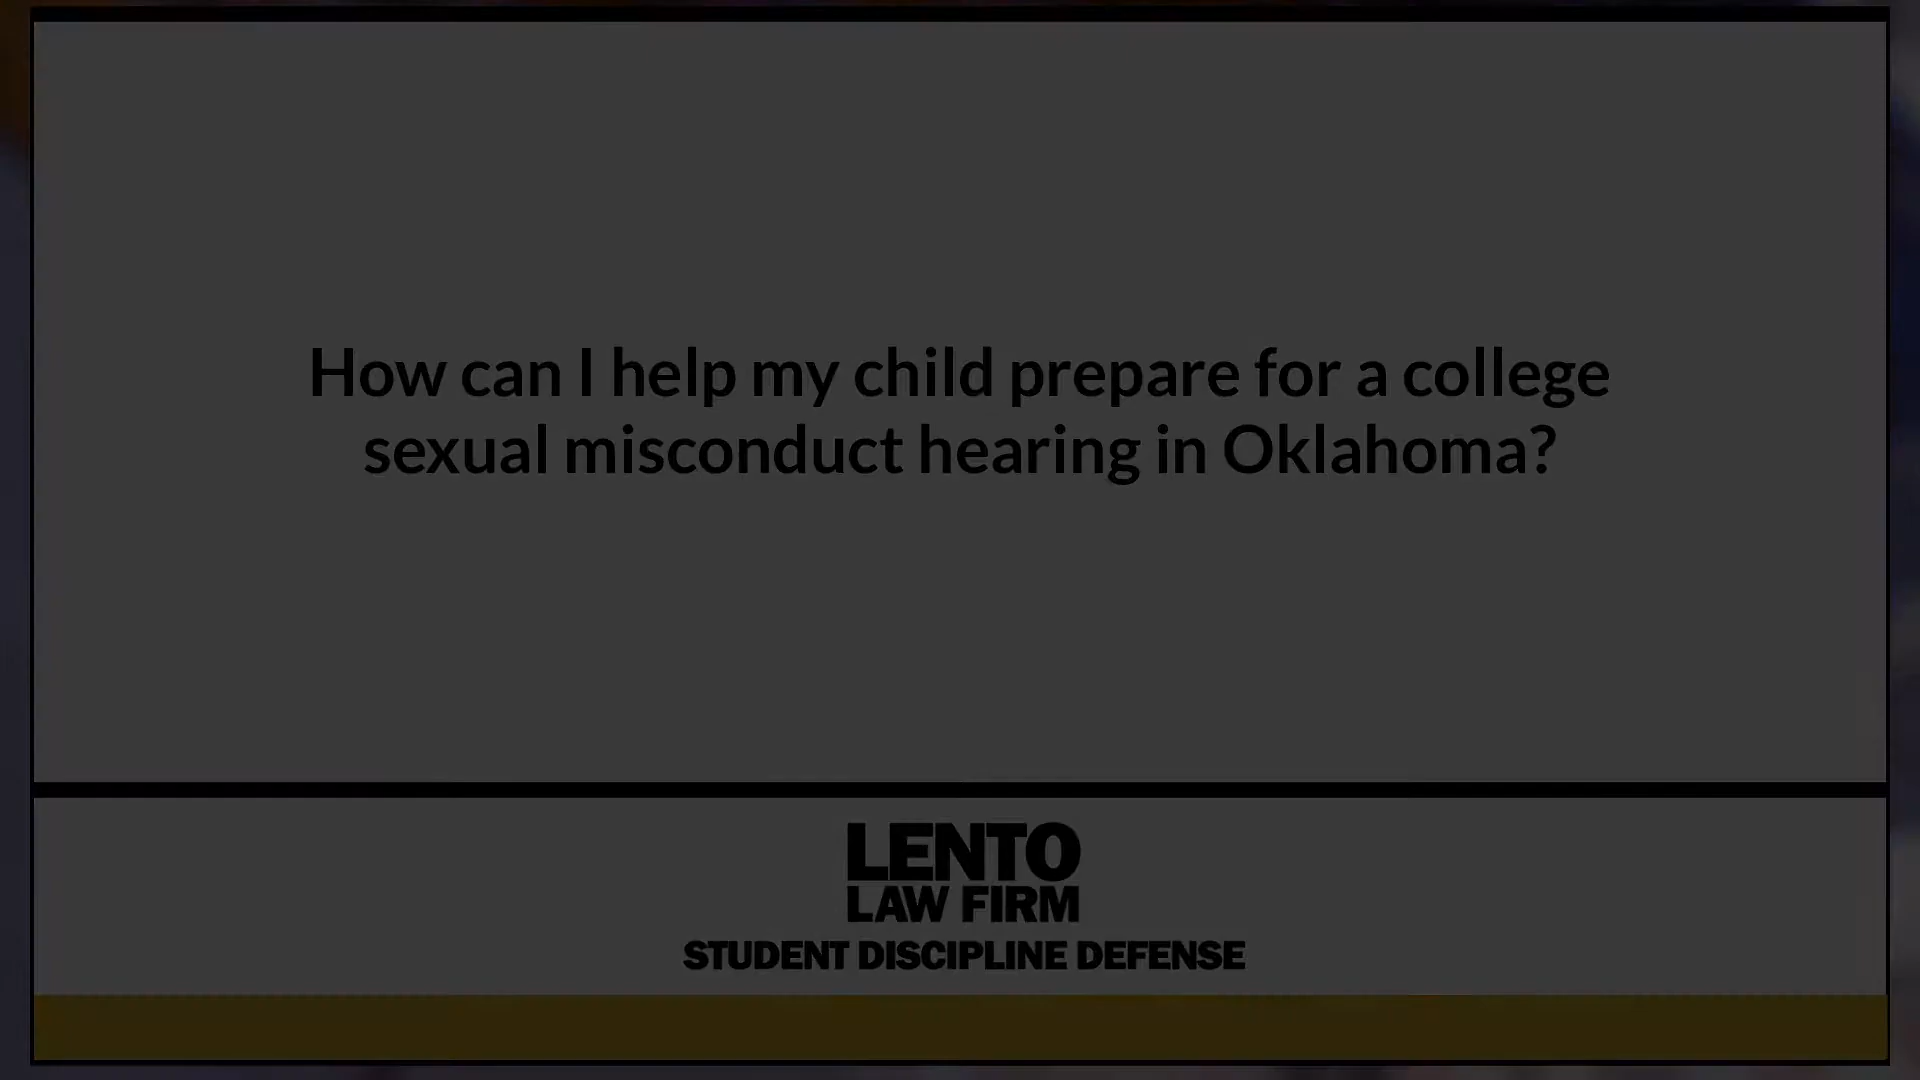 How can I help my child prepare for a college
sexual misconduct hearing in Oklahoma?
LENTO
LAW FIRM
STUDENT DISCIPLINE DEFENSE